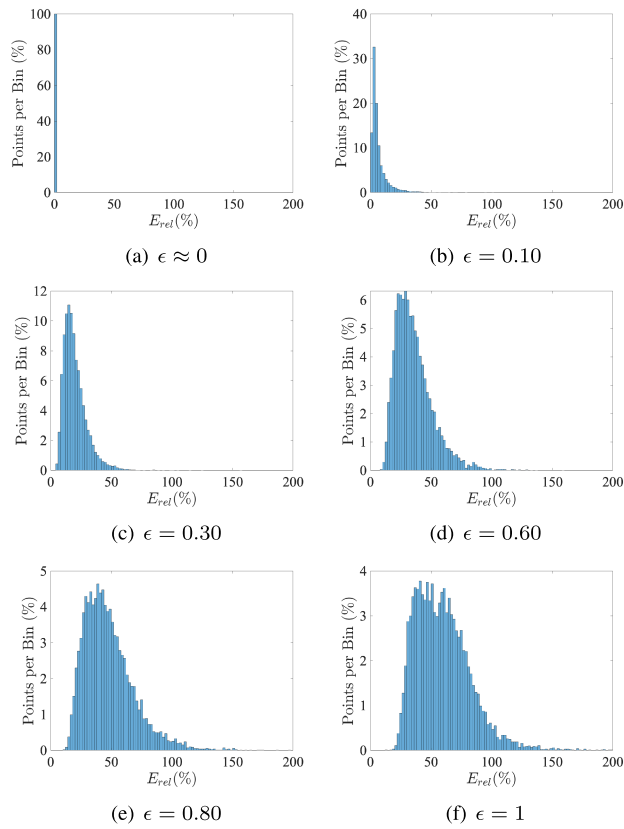 100
80
60
40
20
0
Points per Bin (%)
0 50 100 150 200
E_rel(%)
(a) ϵ ≈ 0
40
30
20
10
0
Points per Bin (%)
0 50 100 150 200
E_rel(%)
(b) ϵ = 0.10
12
10
8
6
4
2
0
Points per Bin (%)
0 50 100 150 200
E_rel(%)
(c) ϵ = 0.30
6
5
4
3
2
1
0
Points per Bin (%)
0 50 100 150 200
E_rel(%)
(d) ϵ = 0.60
5
4
3
2
1
0
Points per Bin (%)
0 50 100 150 200
E_rel(%)
(e) ϵ = 0.80
4
3
2
1
0
Points per Bin (%)
0 50 100 150 200
E_rel(%)
(f) ϵ = 1